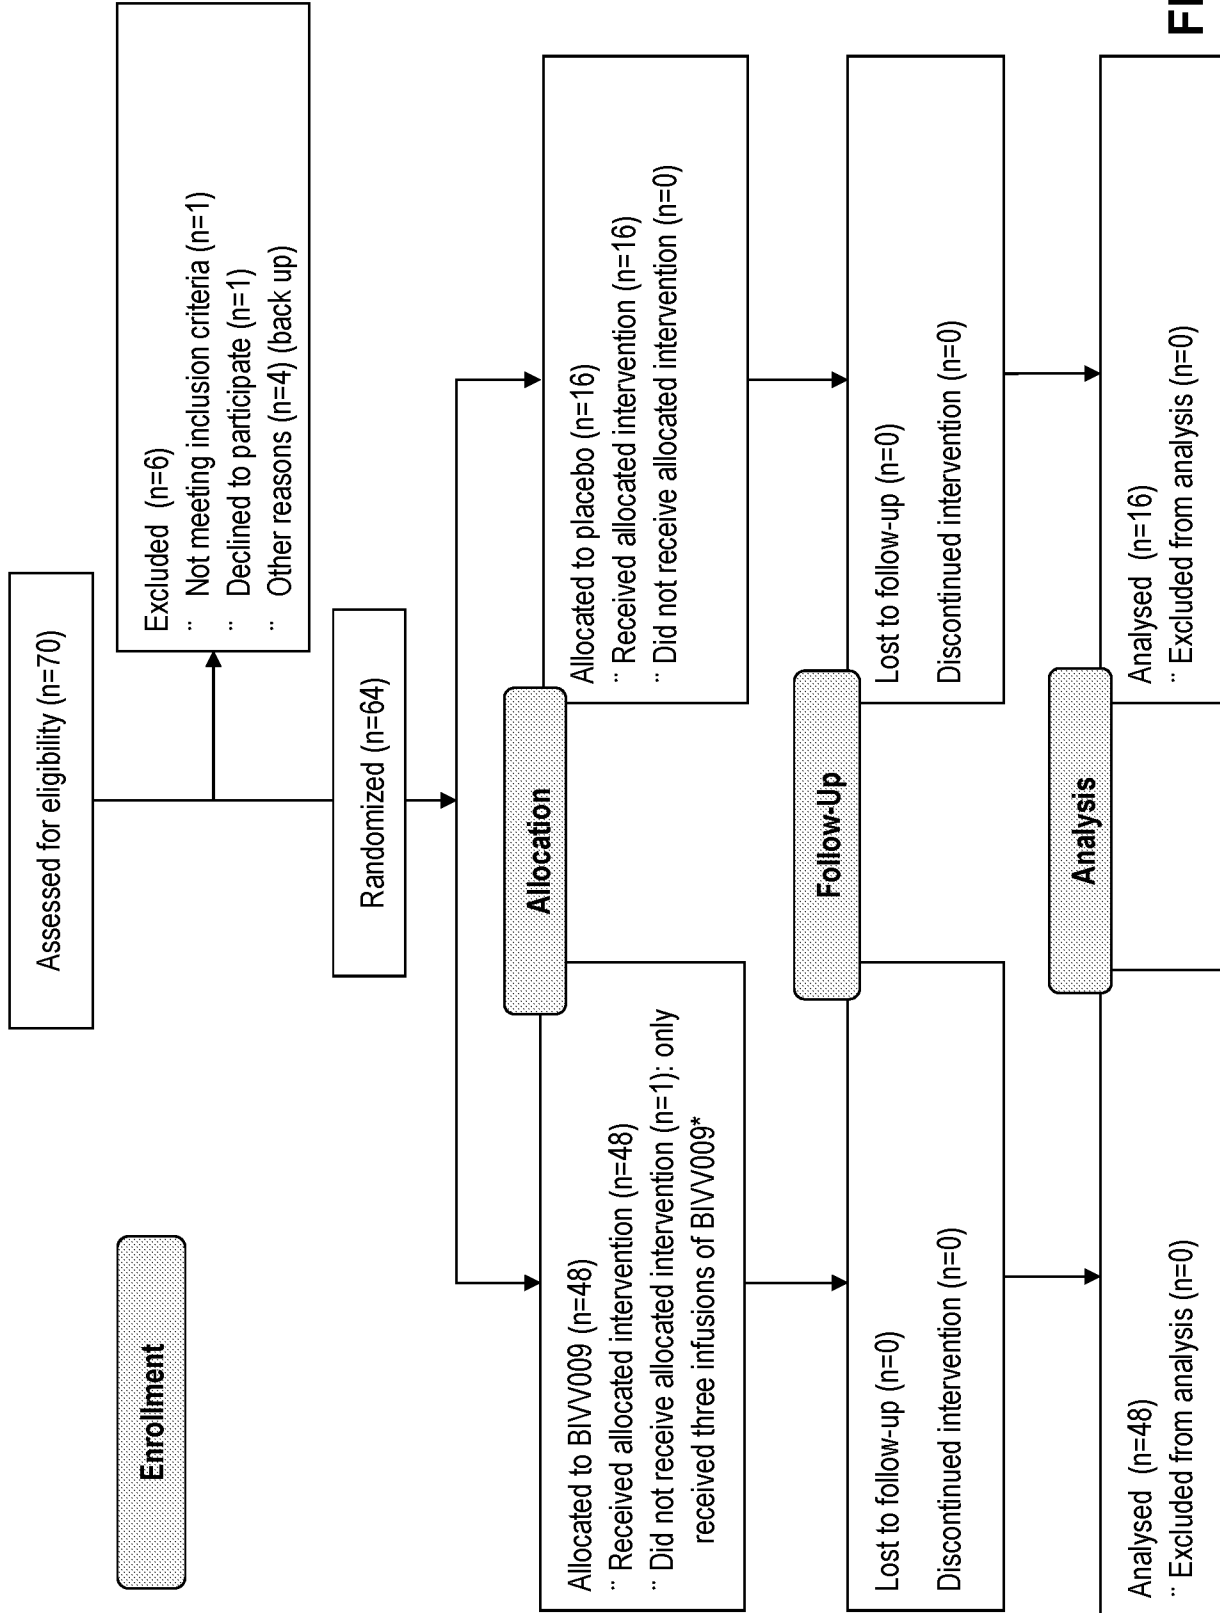 Enrollment
Assessed for eligibility (n=70)
Excluded (n=6)
¨ Not meeting inclusion criteria (n=1)
¨ Declined to participate (n=1)
¨ Other reasons (n=4) (back up)
Randomized (n=64)
Allocation
Allocated to BIVV009 (n=48)
¨ Received allocated intervention (n=48)
¨ Did not receive allocated intervention (n=1): only
received three infusions of BIVV009*
Allocated to placebo (n=16)
¨ Received allocated intervention (n=16)
¨ Did not receive allocated intervention (n=0)
Follow-Up
Lost to follow-up (n=0)
Discontinued intervention (n=0)
Lost to follow-up (n=0)
Discontinued intervention (n=0)
Analysis
Analysed (n=48)
¨ Excluded from analysis (n=0)
Analysed (n=16)
¨ Excluded from analysis (n=0)